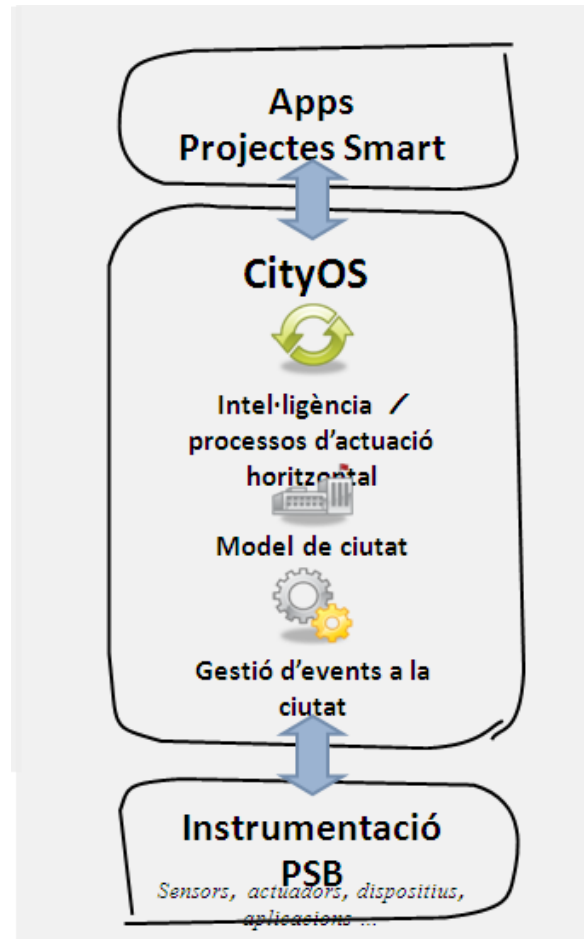 Apps
Projectes Smart
CityOS
Intel·ligència /
processos d'actuació
horitzontal
Model de ciutat
Gestió d'events a la
ciutat
Instrumentació
PSB
Sensors, actuadors, dispositius,
aplicacions ...